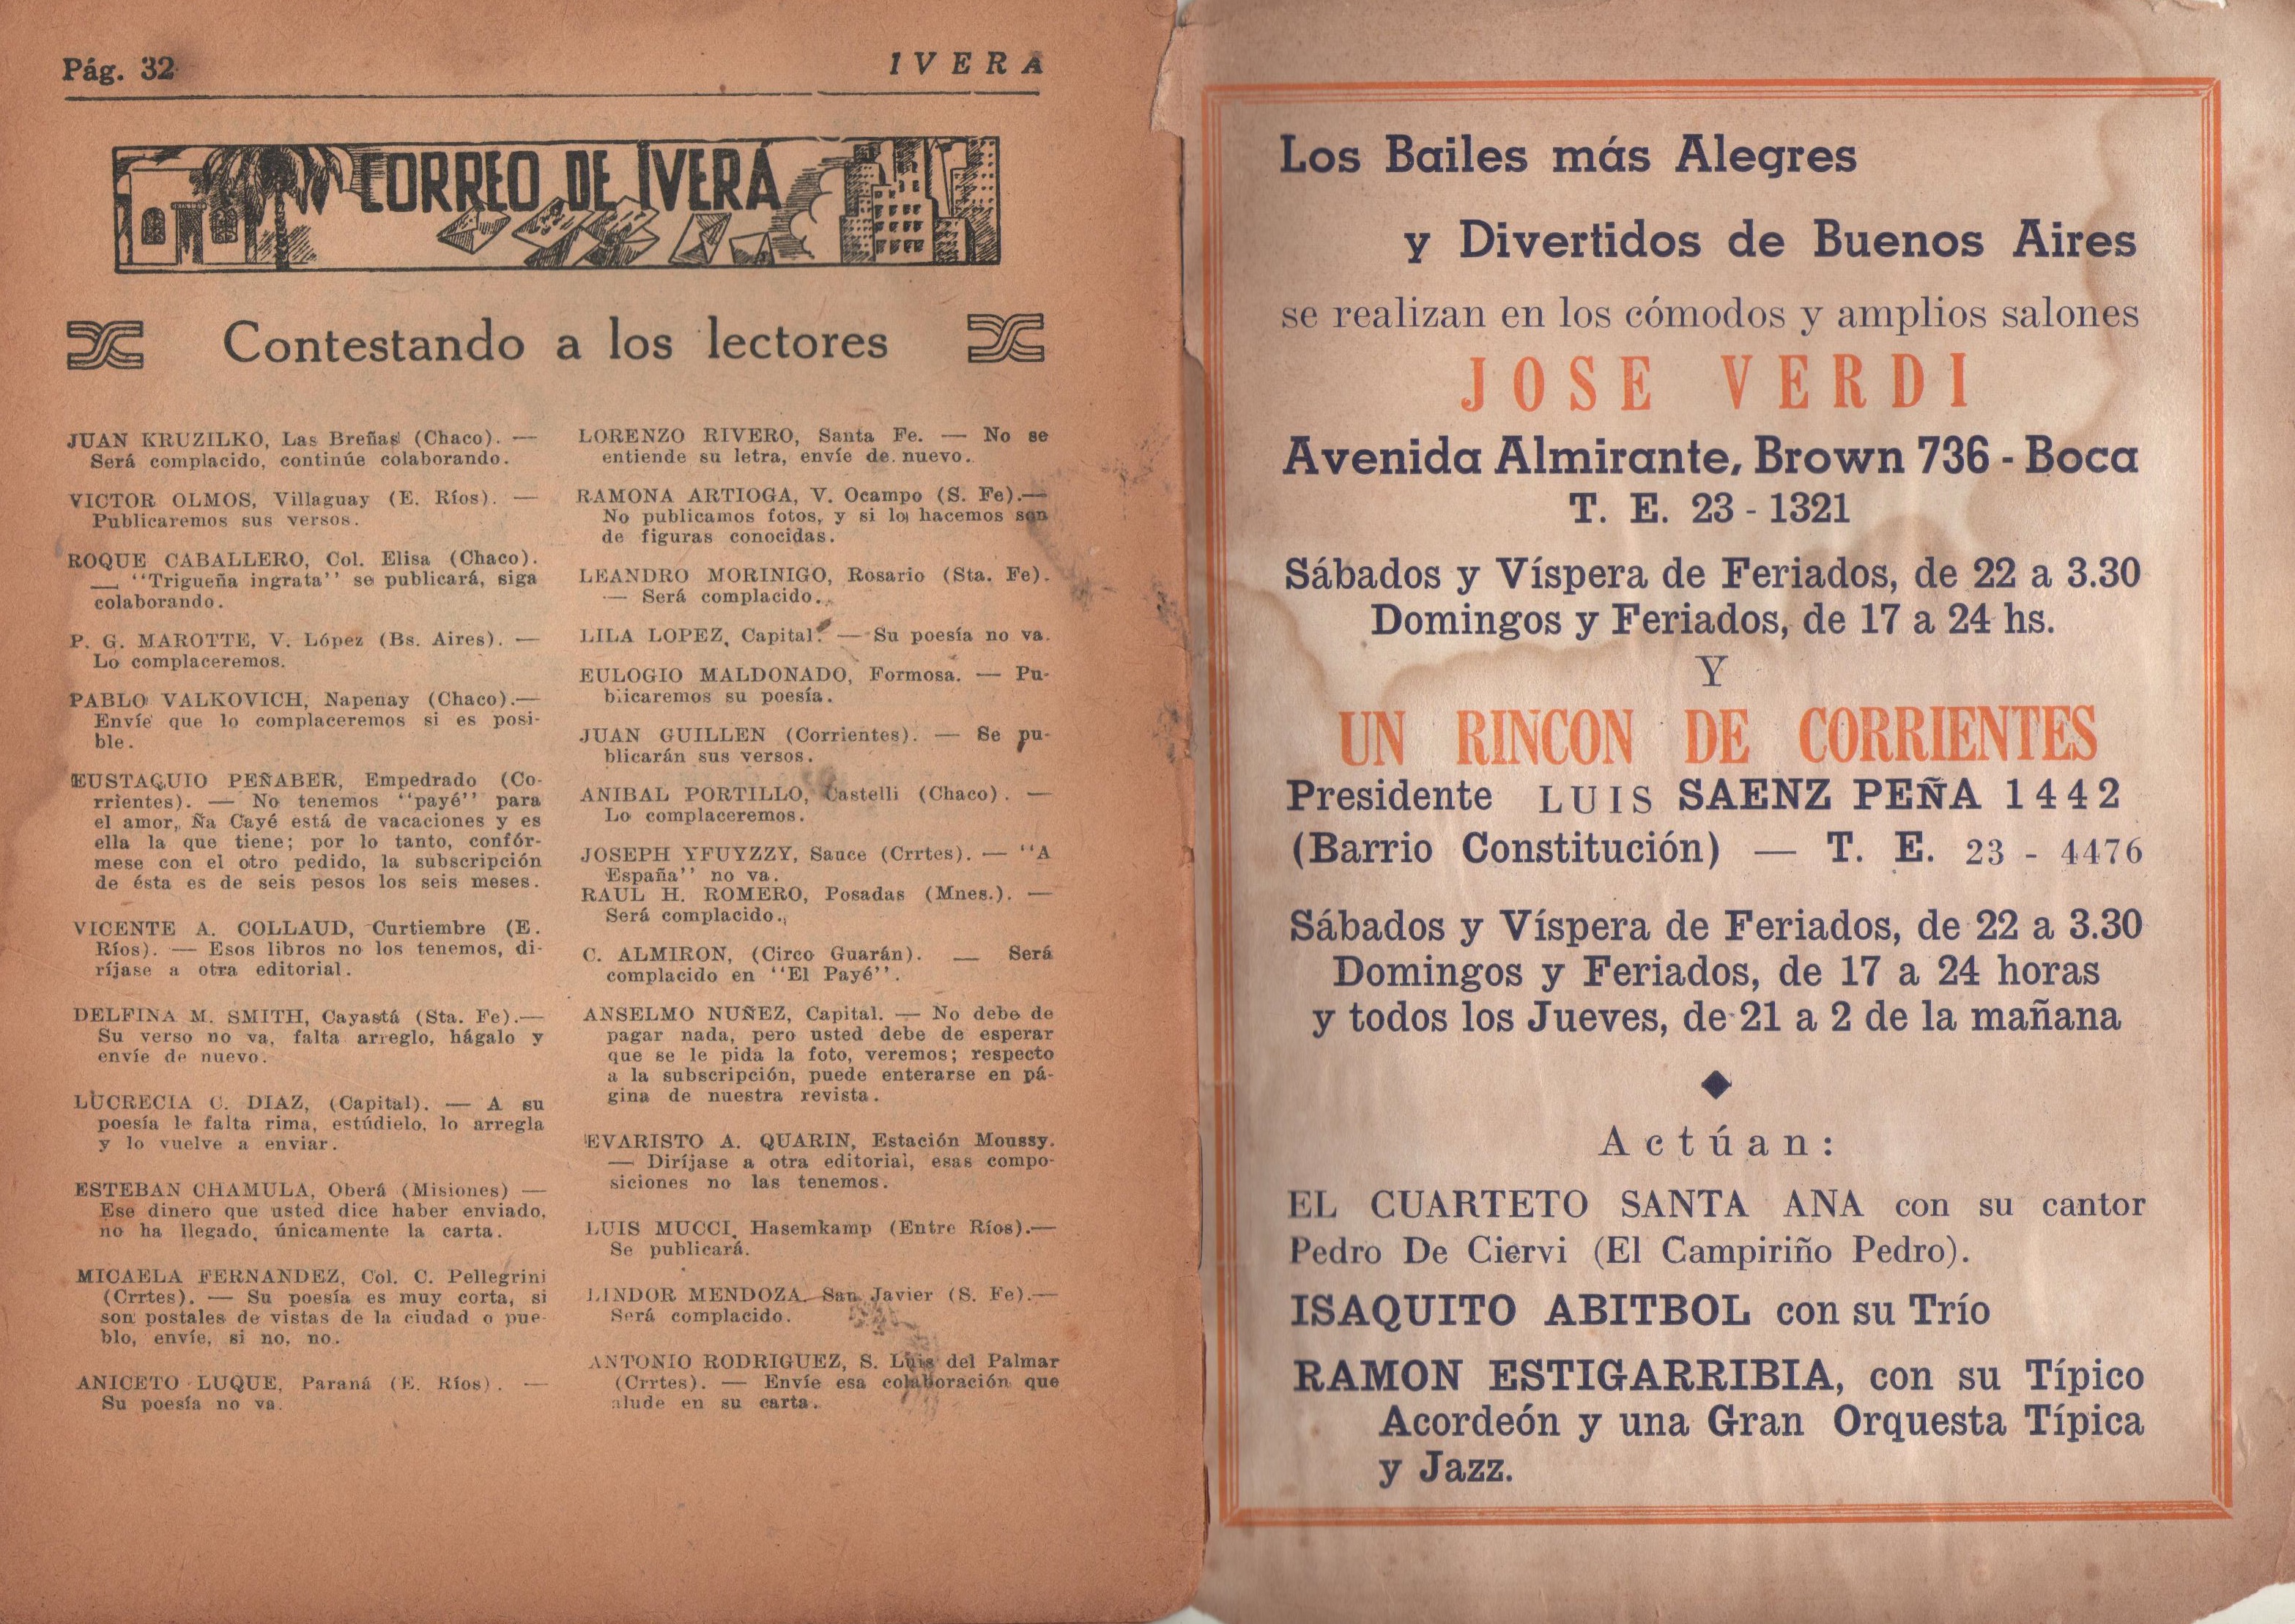 Pág. 32
IVERA
CORREO DE IVERÁ
Contestando a los lectores
JUAN KRUZILKO, Las Breñas (Chaco). —
Será complacido, continúe colaborando.
VICTOR OLMOS, Villaguay (E. Ríos). —
Publicaremos sus versos.
ROQUE CABALLERO, Col. Elisa (Chaco).
— ‘‘Trigueña ingrata’’ se publicará, siga
colaborando.
P. G. MAROTTE, V. López (Bs. Aires). —
Lo complaceremos.
PABLO VALKOVICH, Napenay (Chaco).—
Envíe que lo complaceremos si es posi-
ble.
EUSTAQUIO PEÑABER, Empedrado (Co-
rrientes). — No tenemos ‘‘payé’’ para
el amor, Ña Cayé está de vacaciones y es
ella la que tiene; por lo tanto, confór-
mese con el otro pedido, la subscripción
de ésta es de seis pesos los seis meses.
VICENTE A. COLLAUD, Curtiembre (E.
Ríos). — Esos libros no los tenemos, di-
ríjase a otra editorial.
DELFINA M. SMITH, Cayastá (Sta. Fe).—
Su verso no va, falta arreglo, hágalo y
envíe de nuevo.
LUCRECIA C. DIAZ, (Capital). — A su
poesía le falta rima, estúdielo, lo arregla
y lo vuelve a enviar.
ESTEBAN CHAMULA, Oberá (Misiones) —
Ese dinero que usted dice haber enviado,
no ha llegado, únicamente la carta.
MICAELA FERNANDEZ, Col. C. Pellegrini
(Crrtes). — Su poesía es muy corta, si
son postales de vistas de la ciudad o pue-
blo, envíe, si no, no.
ANICETO LUQUE, Paraná (E. Ríos). —
Su poesía no va.
LORENZO RIVERO, Santa Fe. — No se
entiende su letra, envíe de nuevo.
RAMONA ARTIOGA, V. Ocampo (S. Fe).—
No publicamos fotos, y si lo hacemos son
de figuras conocidas.
LEANDRO MORINIGO, Rosario (Sta. Fe).
— Será complacido.
LILA LOPEZ, Capital. — Su poesía no va.
EULOGIO MALDONADO, Formosa. — Pu-
blicaremos su poesía.
JUAN GUILLEN (Corrientes). — Se pu-
blicarán sus versos.
ANIBAL PORTILLO, Castelli (Chaco). —
Lo complaceremos.
JOSEPH YFUYZZY, Sauce (Crrtes). — ‘‘A
España’’ no va.
RAUL H. ROMERO, Posadas (Mnes.). —
Será complacido.
C. ALMIRON, (Circo Guarán). — Será
complacido en ‘‘El Payé’’.
ANSELMO NUÑEZ, Capital. — No debe de
pagar nada, pero usted debe de esperar
que se le pida la foto, veremos; respecto
a la subscripción, puede enterarse en pá-
gina de nuestra revista.
EVARISTO A. QUARIN, Estación Moussy.
— Diríjase a otra editorial, esas compo-
siciones no las tenemos.
LUIS MUCCI, Hasemkamp (Entre Ríos).—
Se publicará.
LINDOR MENDOZA, San Javier (S. Fe).—
Será complacido.
ANTONIO RODRIGUEZ, S. Luis del Palmar
(Crrtes). — Envíe esa colaboración que
alude en su carta.
Los Bailes más Alegres
y Divertidos de Buenos Aires
se realizan en los cómodos y amplios salones
JOSE VERDI
Avenida Almirante, Brown 736 - Boca
T. E. 23 - 1321
Sábados y Víspera de Feriados, de 22 a 3.30
Domingos y Feriados, de 17 a 24 hs.
Y
UN RINCON DE CORRIENTES
Presidente LUIS SAENZ PEÑA 1442
(Barrio Constitución) — T. E. 23 - 4476
Sábados y Víspera de Feriados, de 22 a 3.30
Domingos y Feriados, de 17 a 24 horas
y todos los Jueves, de 21 a 2 de la mañana
Actúan:
EL CUARTETO SANTA ANA con su cantor
Pedro De Ciervi (El Campiriño Pedro).
ISAQUITO ABITBOL con su Trío
RAMON ESTIGARRIBIA, con su Típico
Acordeón y una Gran Orquesta Típica
y Jazz.